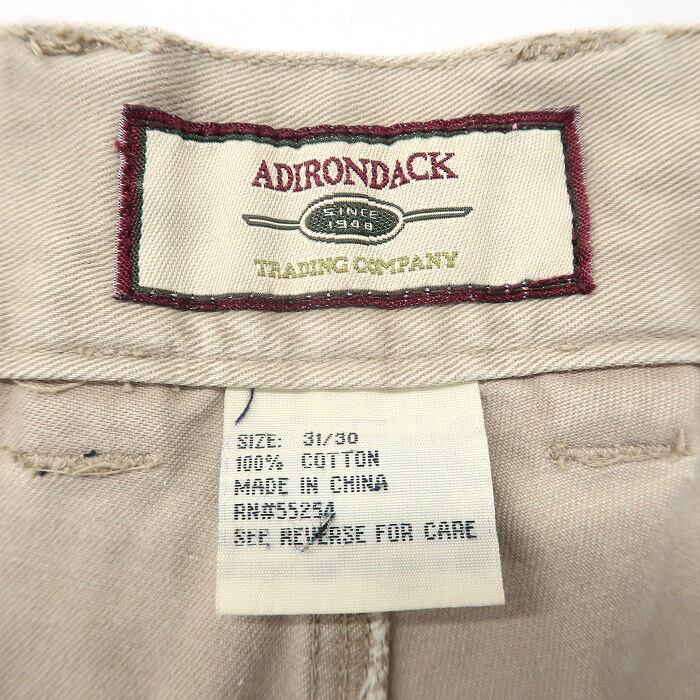 ADIRONDACK
SINCE
1948
TRADING COMPANY
SIZE: 31/30
100% COTTON
MADE IN CHINA
RN#55254
SEE REVERSE FOR CARE